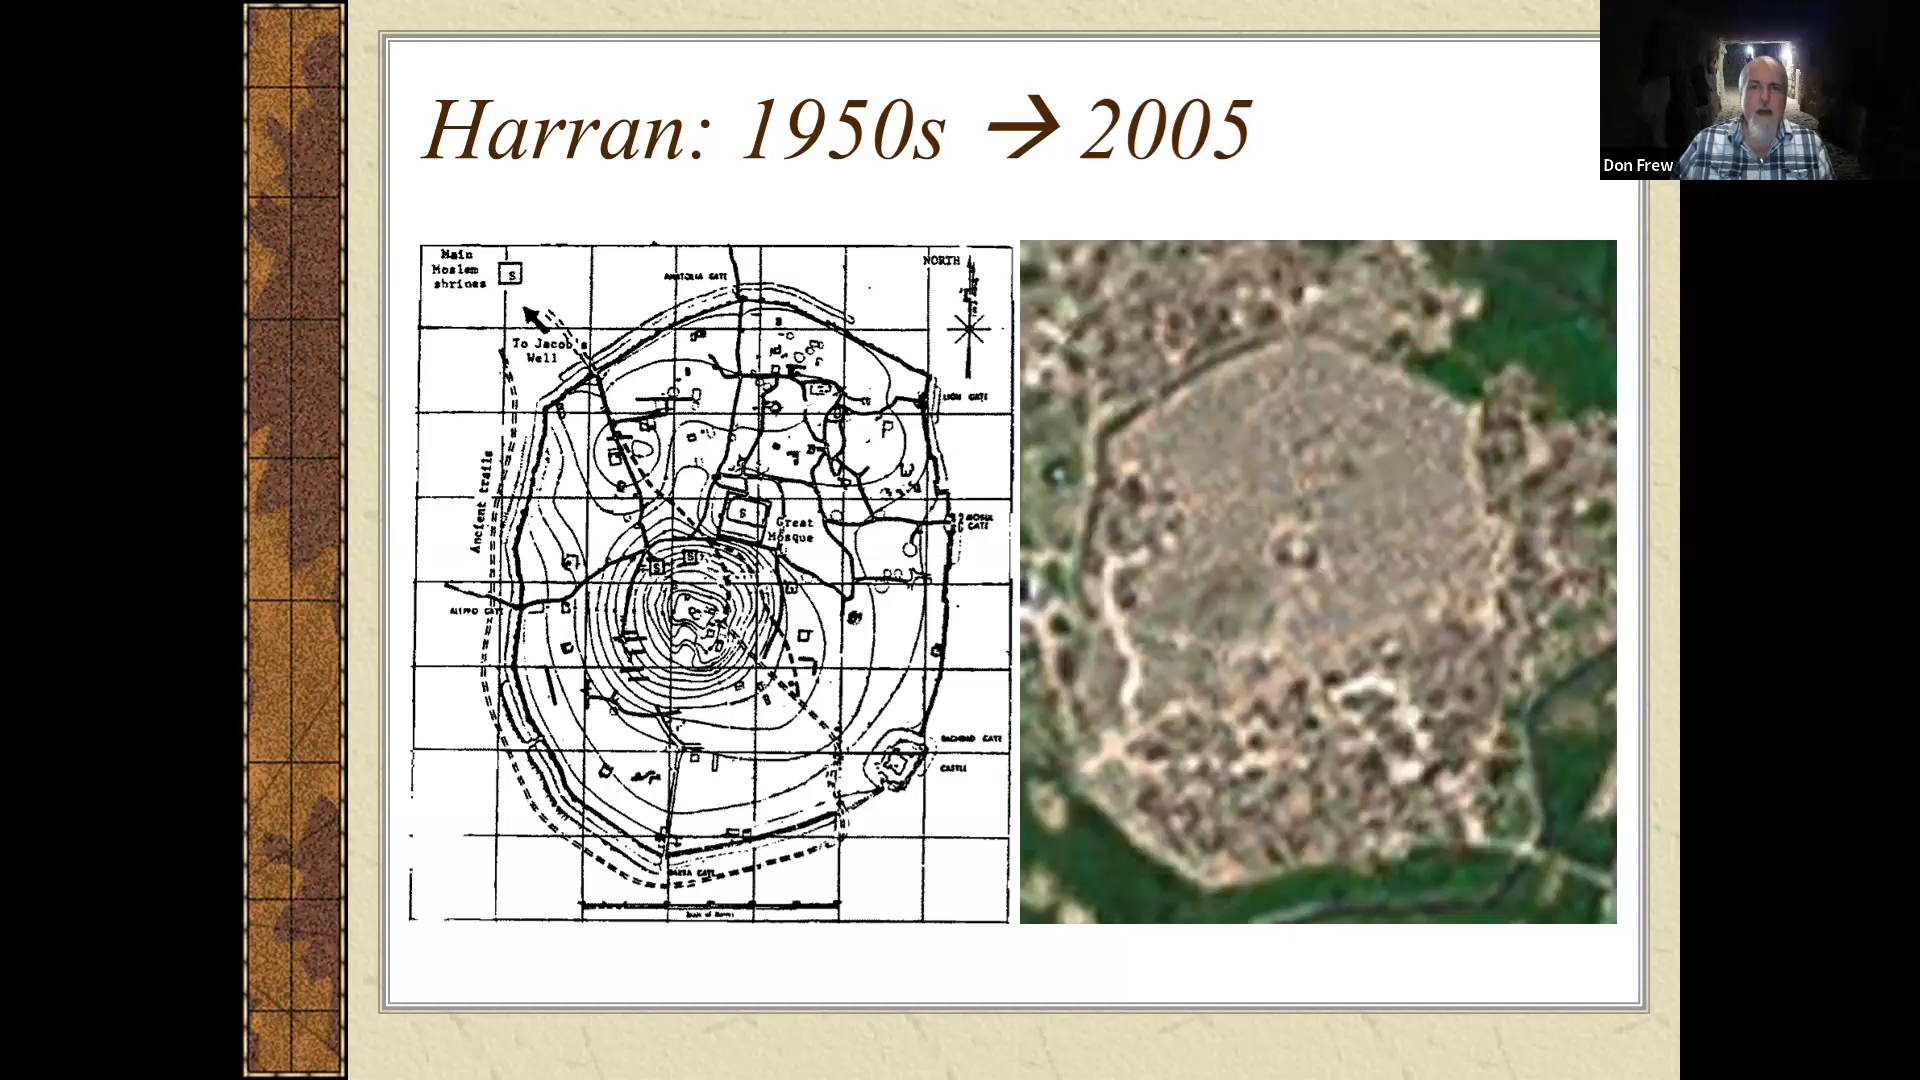 Harran: 1950s → 2005
Don Frew
Main
Moslem
shrines
S
ANATOLIA GATE
NORTH
To Jacob's
Well
LION GATE
Ancient trails
S
Great
Mosque
MOSUL
GATE
S
S
ALEPPO GATE
BAGHDAD GATE
CASTLE